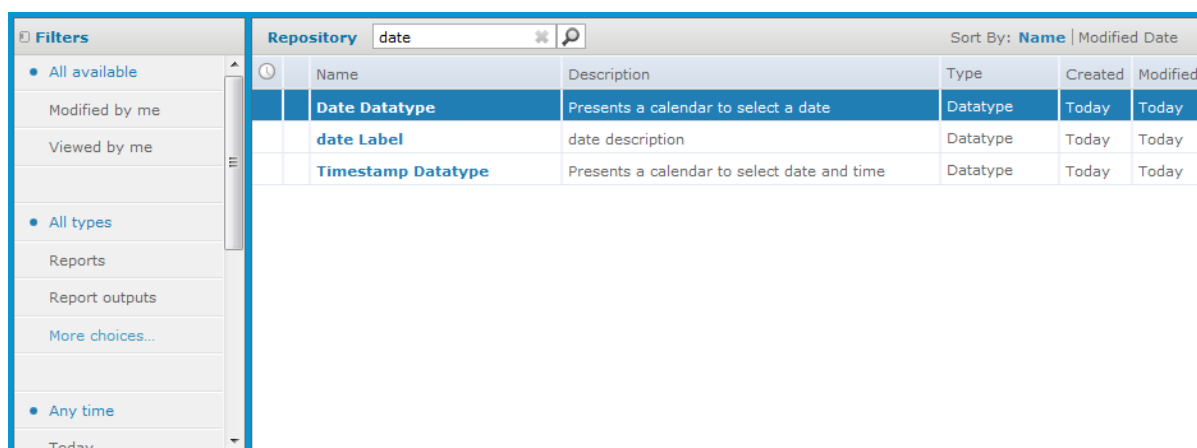 Filters
All available
Modified by me
Viewed by me
All types
Reports
Report outputs
More choices...
Any time
Today
Repository date Sort By: Name | Modified Date
Name Description Type Created Modified
Date Datatype Presents a calendar to select a date Datatype Today Today
date Label date description Datatype Today Today
Timestamp Datatype Presents a calendar to select date and time Datatype Today Today